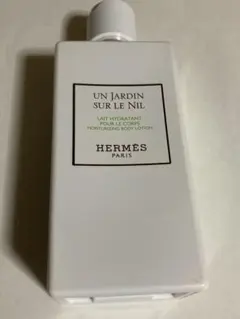 UN JARDIN
SUR LE NIL
LAIT HYDRATANT
POUR LE CORPS
MOISTURIZING BODY LOTION
HERMÈS
PARIS